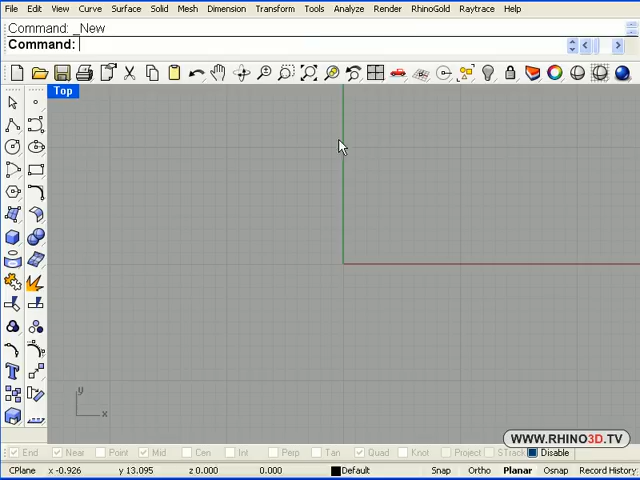 File Edit View Curve Surface Solid Mesh Dimension Transform Tools Analyze Render RhinoGold Raytrace Help
Command: _New
Command:
Top
y
x
WWW.RHINO3D.TV
End Near Point Mid Cen Int Perp Tan Quad Knot Project STrack Disable
CPlane x -0.926 y 13.095 z 0.000 0.000 Default Snap Ortho Planar Osnap Record History